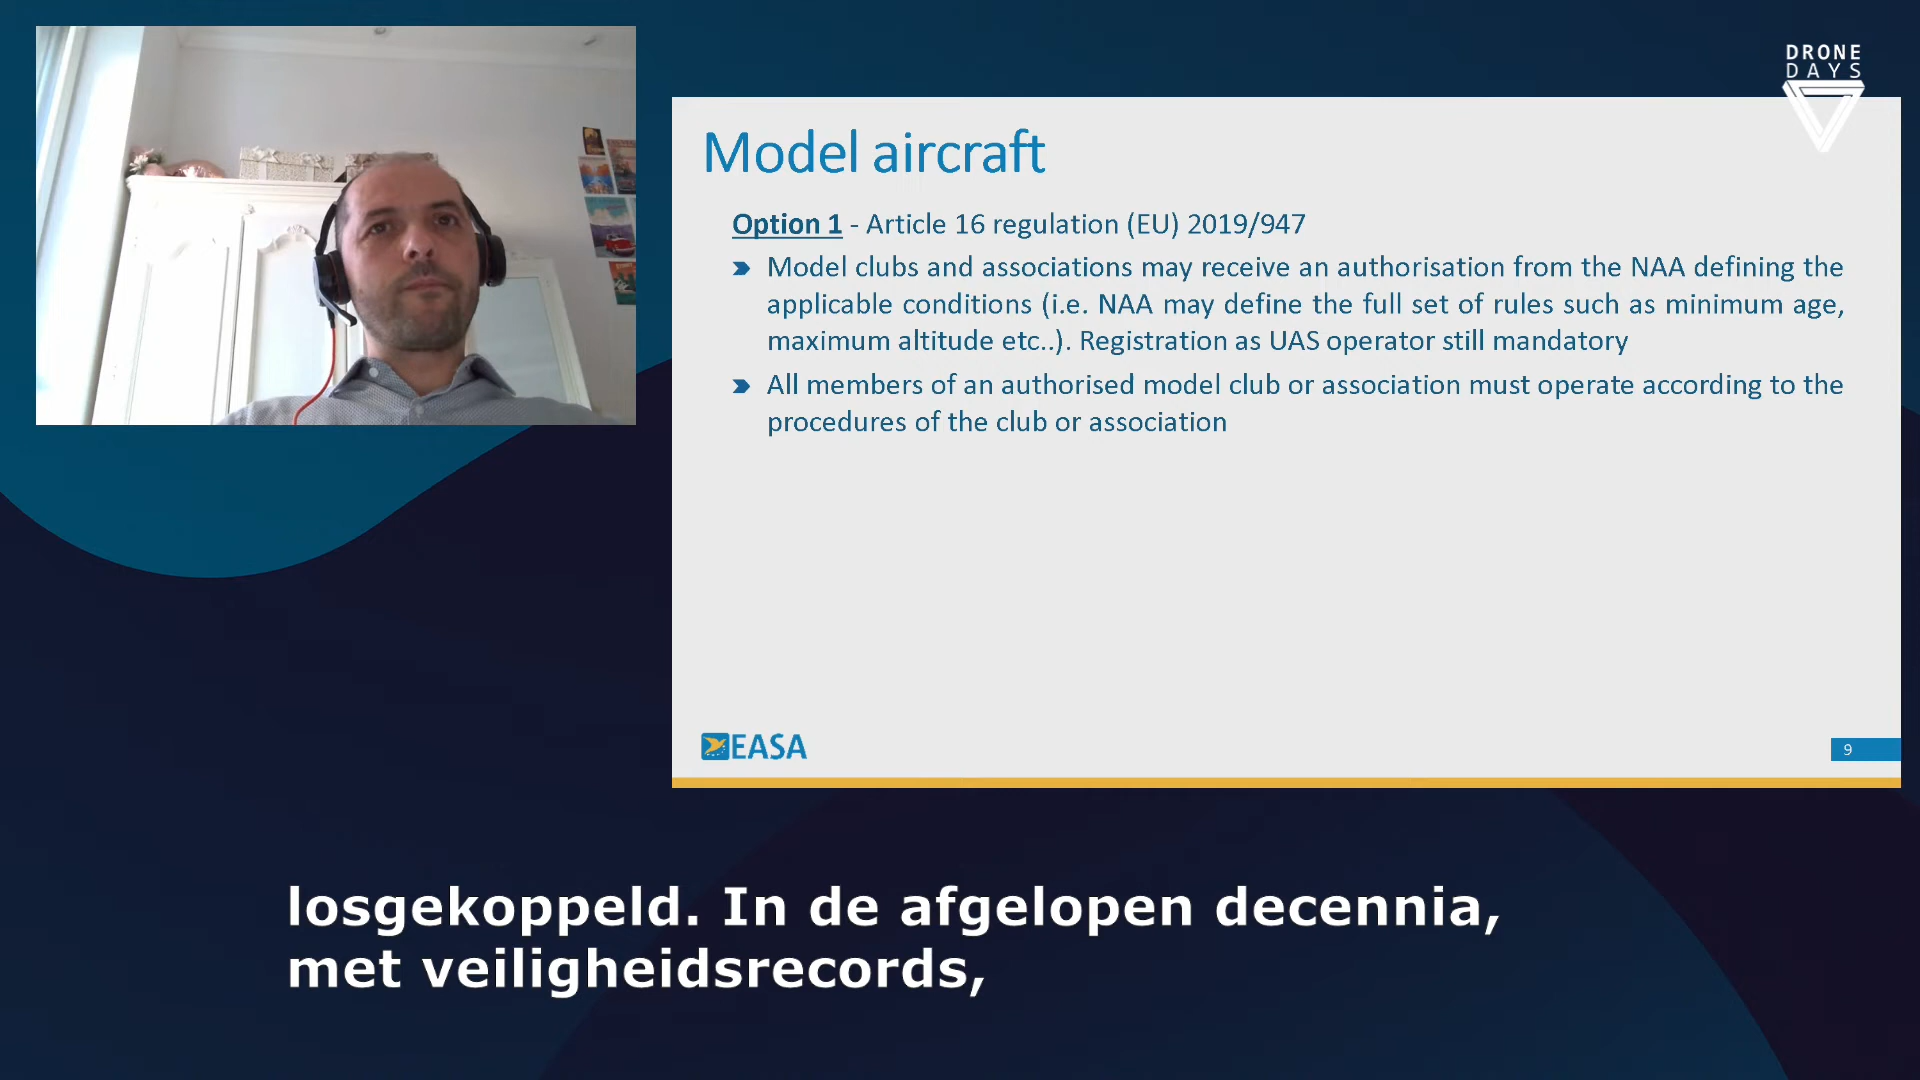 DRONE
DAYS
Model aircraft
Option 1 - Article 16 regulation (EU) 2019/947
Model clubs and associations may receive an authorisation from the NAA defining the
applicable conditions (i.e. NAA may define the full set of rules such as minimum age,
maximum altitude etc..). Registration as UAS operator still mandatory
All members of an authorised model club or association must operate according to the
procedures of the club or association
EASA
9
losgekoppeld. In de afgelopen decennia,
met veiligheidsrecords,